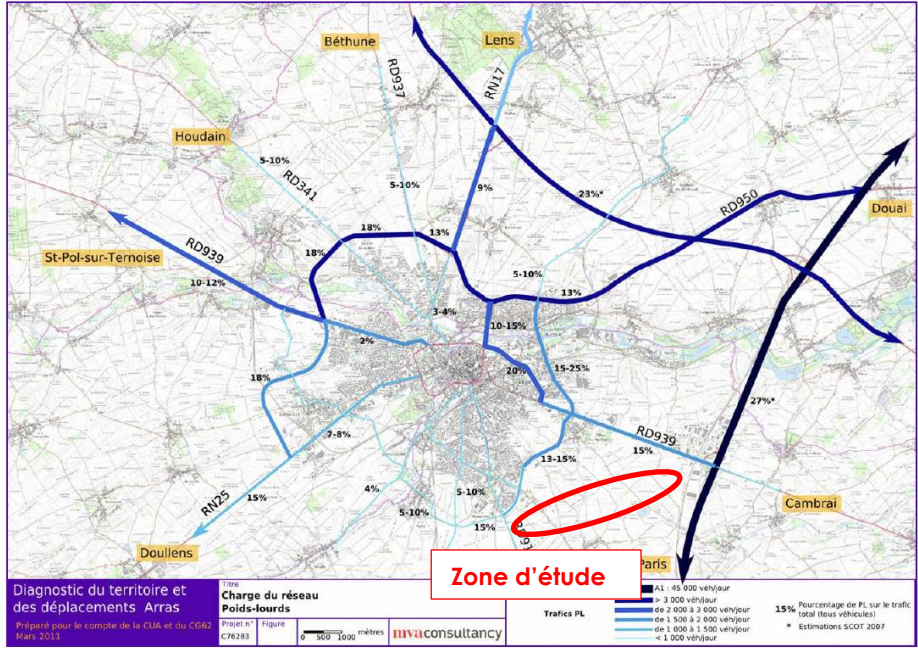 Béthune
Lens
RD937
RN17
Houdain
5-10%
RD341
5-10%
9%
23%*
RD950
Douai
St-Pol-sur-Ternoise
RD939
10-12%
18%
18%
13%
5-10%
13%
3-4%
10-15%
2%
20%
15-25%
18%
27%*
7-8%
RD939
15%
13-15%
RN25
15%
4%
5-10%
5-10%
15%
Cambrai
Doullens
RD91
Paris
Zone d'étude
Diagnostic du territoire et
des déplacements Arras
Préparé pour le compte de la CUA et du CG62
Mars 2011
Titre
Charge du réseau
Poids-lourds
Projet n°
Figure
C76283
0 500 1000 mètres
mvaconsultancy
Trafics PL
A1 : 45 000 véh/jour
> 3 000 véh/jour
de 2 000 à 3 000 véh/jour
de 1 500 à 2 000 véh/jour
de 1 000 à 1 500 véh/jour
< 1 000 véh/jour
15% Pourcentage de PL sur le trafic
total (tous véhicules)
* Estimations SCOT 2007